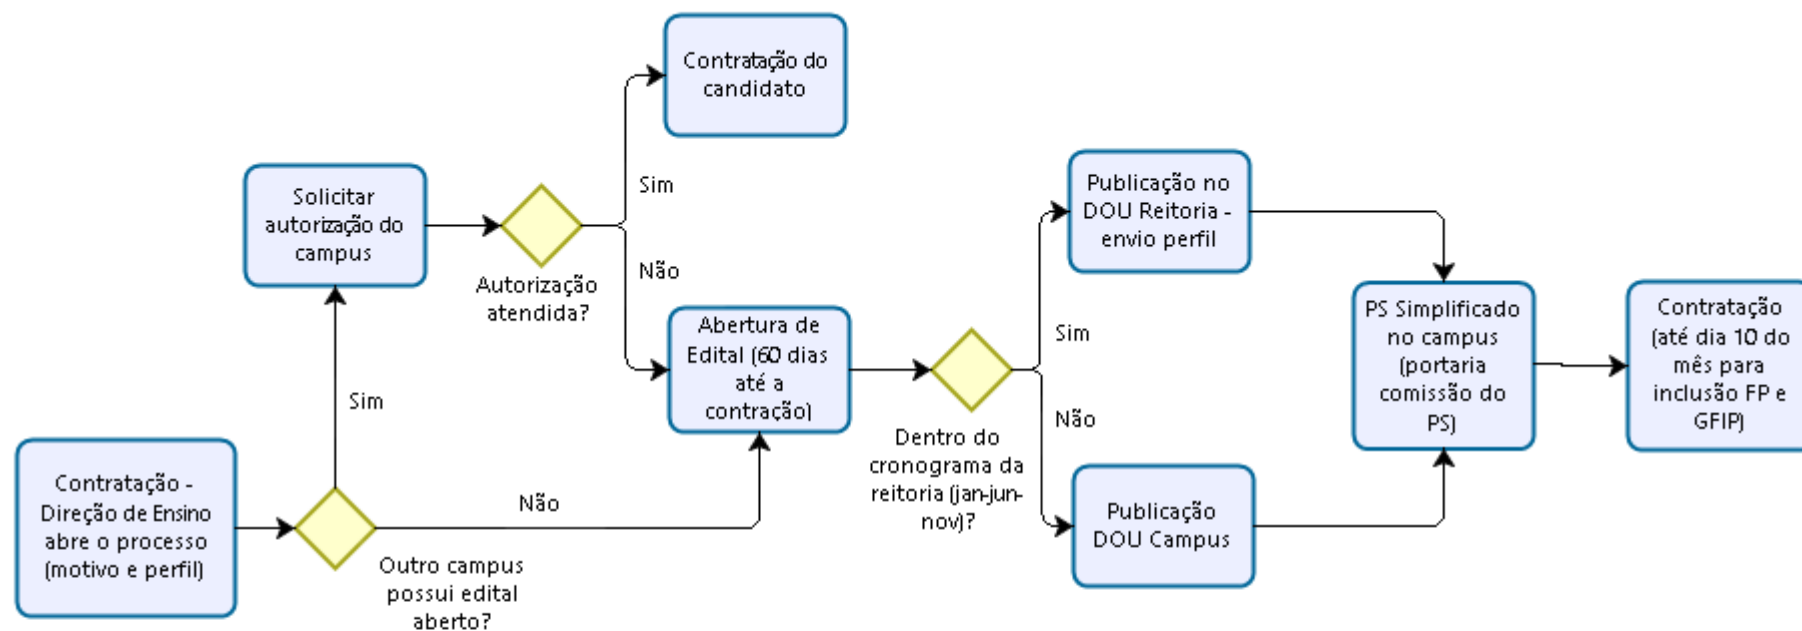 Contratação do
candidato
Solicitar
autorização do
campus
Sim
Não
Autorização
atendida?
Publicação no
DOU Reitoria -
envio perfil
Abertura de
Edital (60 dias
até a
contração)
Sim
Não
Dentro do
cronograma da
reitoria (jan-jun-
nov)?
PS Simplificado
no campus
(portaria
comissão do
PS)
Contratação
(até dia 10 do
mês para
inclusão FP e
GFIP)
Sim
Contratação -
Direção de Ensino
abre o processo
(motivo e perfil)
Não
Outro campus
possui edital
aberto?
Publicação
DOU Campus